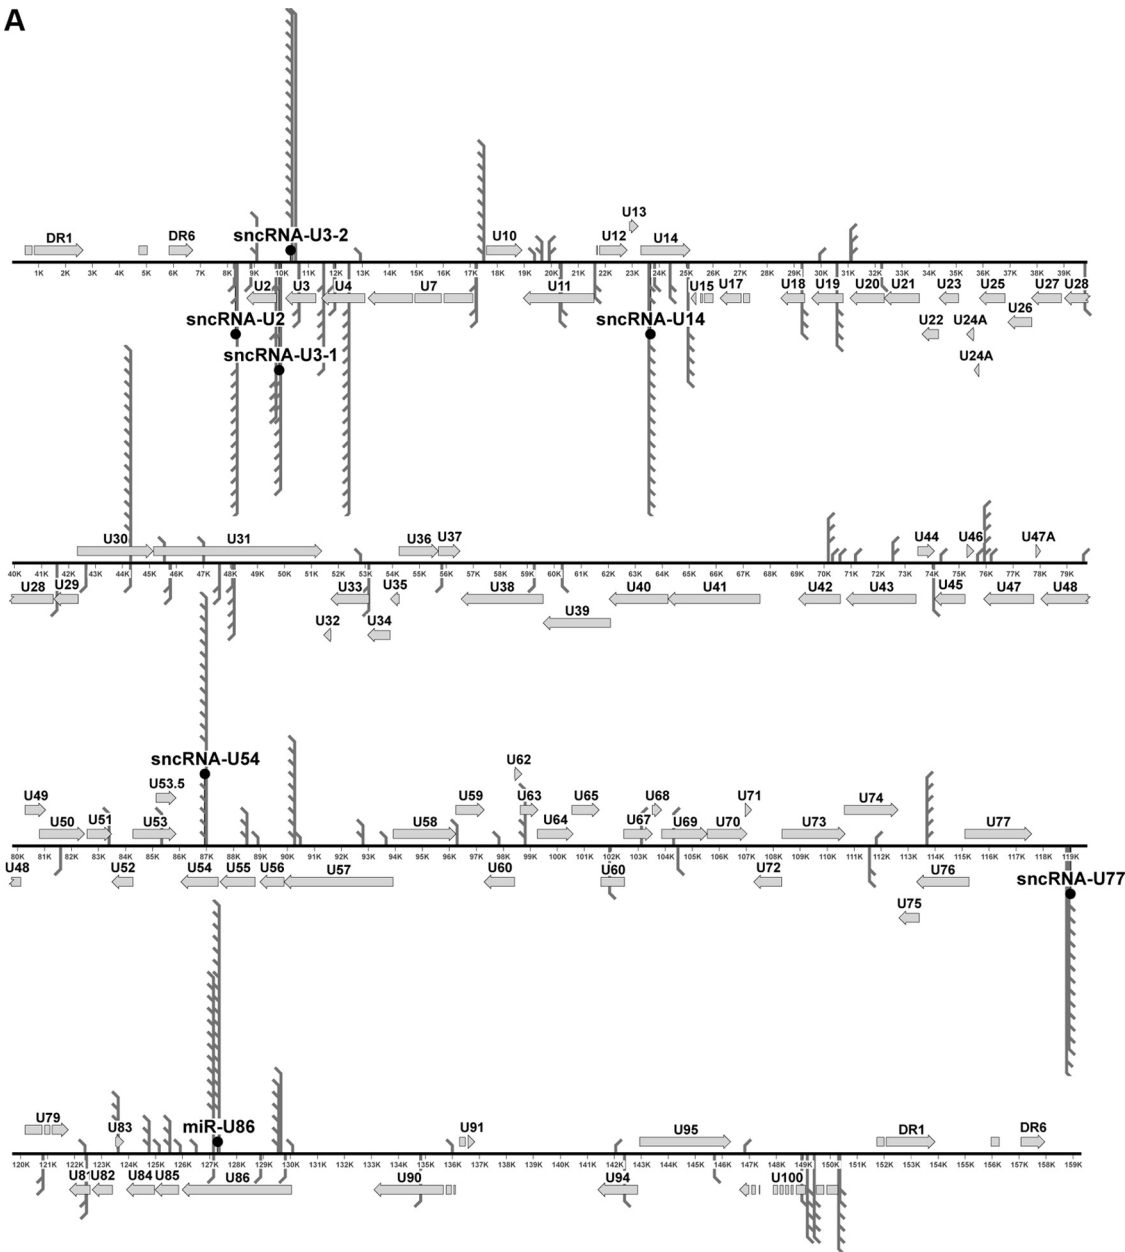 A
U13
DR1 DR6 sncRNA-U3-2 U12 U14
1K 2K 3K 4K 5K 6K 7K 8K 9K 10K 11K 12K 13K 14K 15K 16K 17K 18K 19K 20K 21K 22K 23K 24K 25K 26K 27K 28K 29K 30K 31K 32K 33K 34K 35K 36K 37K 38K 39K
U2 U3 U4 U7 U11 U15 U17 U18 U19 U20 U21 U23 U25 U27 U28
sncRNA-U2 sncRNA-U14 U22 U24A U26
sncRNA-U3-1 U24A
U10
U30 U31 U36 U37 U44 U46 U47A
40K 41K 42K 43K 44K 45K 46K 47K 48K 49K 50K 51K 52K 53K 54K 55K 56K 57K 58K 59K 60K 61K 62K 63K 64K 65K 66K 67K 68K 69K 70K 71K 72K 73K 74K 75K 76K 77K 78K 79K
U28 U29 U33 U35 U38 U40 U41 U42 U43 U45 U47 U48
U32 U34 U39
sncRNA-U54 U62
U53.5
U49 U59 U63 U65 U68 U71 U74
U50 U51 U53 U58 U64 U67 U69 U70 U73 U77
80K 81K 82K 83K 84K 85K 86K 87K 88K 89K 90K 91K 92K 93K 94K 95K 96K 97K 98K 99K 100K 101K 102K 103K 104K 105K 106K 107K 108K 109K 110K 111K 112K 113K 114K 115K 116K 117K 118K 119K
U48 U52 U54 U55 U56 U57 U60 U60 U72 U76 sncRNA-U77
U75
U79 U83 miR-U86 U91 U95 DR1 DR6
120K 121K 122K 123K 124K 125K 126K 127K 128K 129K 130K 131K 132K 133K 134K 135K 136K 137K 138K 139K 140K 141K 142K 143K 144K 145K 146K 147K 148K 149K 150K 151K 152K 153K 154K 155K 156K 157K 158K 159K
U81 U82 U84 U85 U86 U90 U94 U100